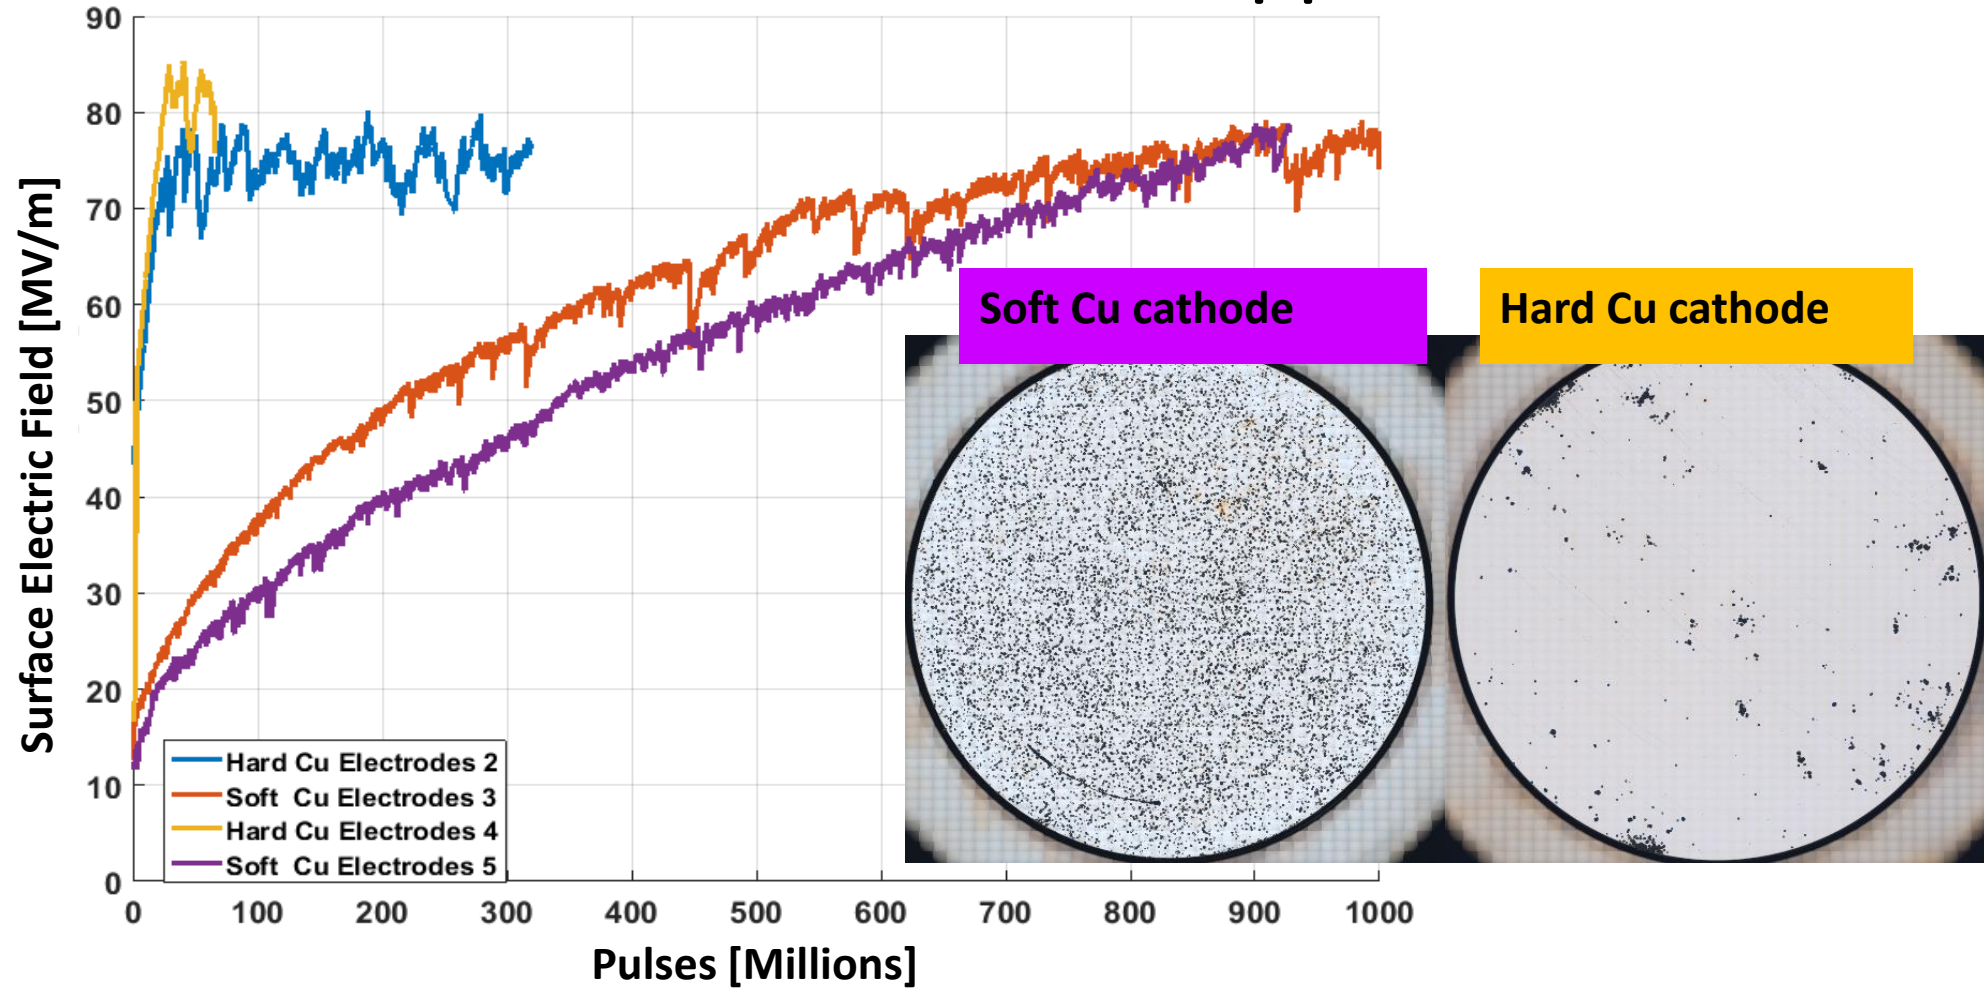 90
80
70
60
50
40
30
20
10
0
Surface Electric Field [MV/m]
Hard Cu Electrodes 2
Soft  Cu Electrodes 3
Hard Cu Electrodes 4
Soft  Cu Electrodes 5
0 100 200 300 400 500 600 700 800 900 1000
Pulses [Millions]
Soft Cu cathode
Hard Cu cathode